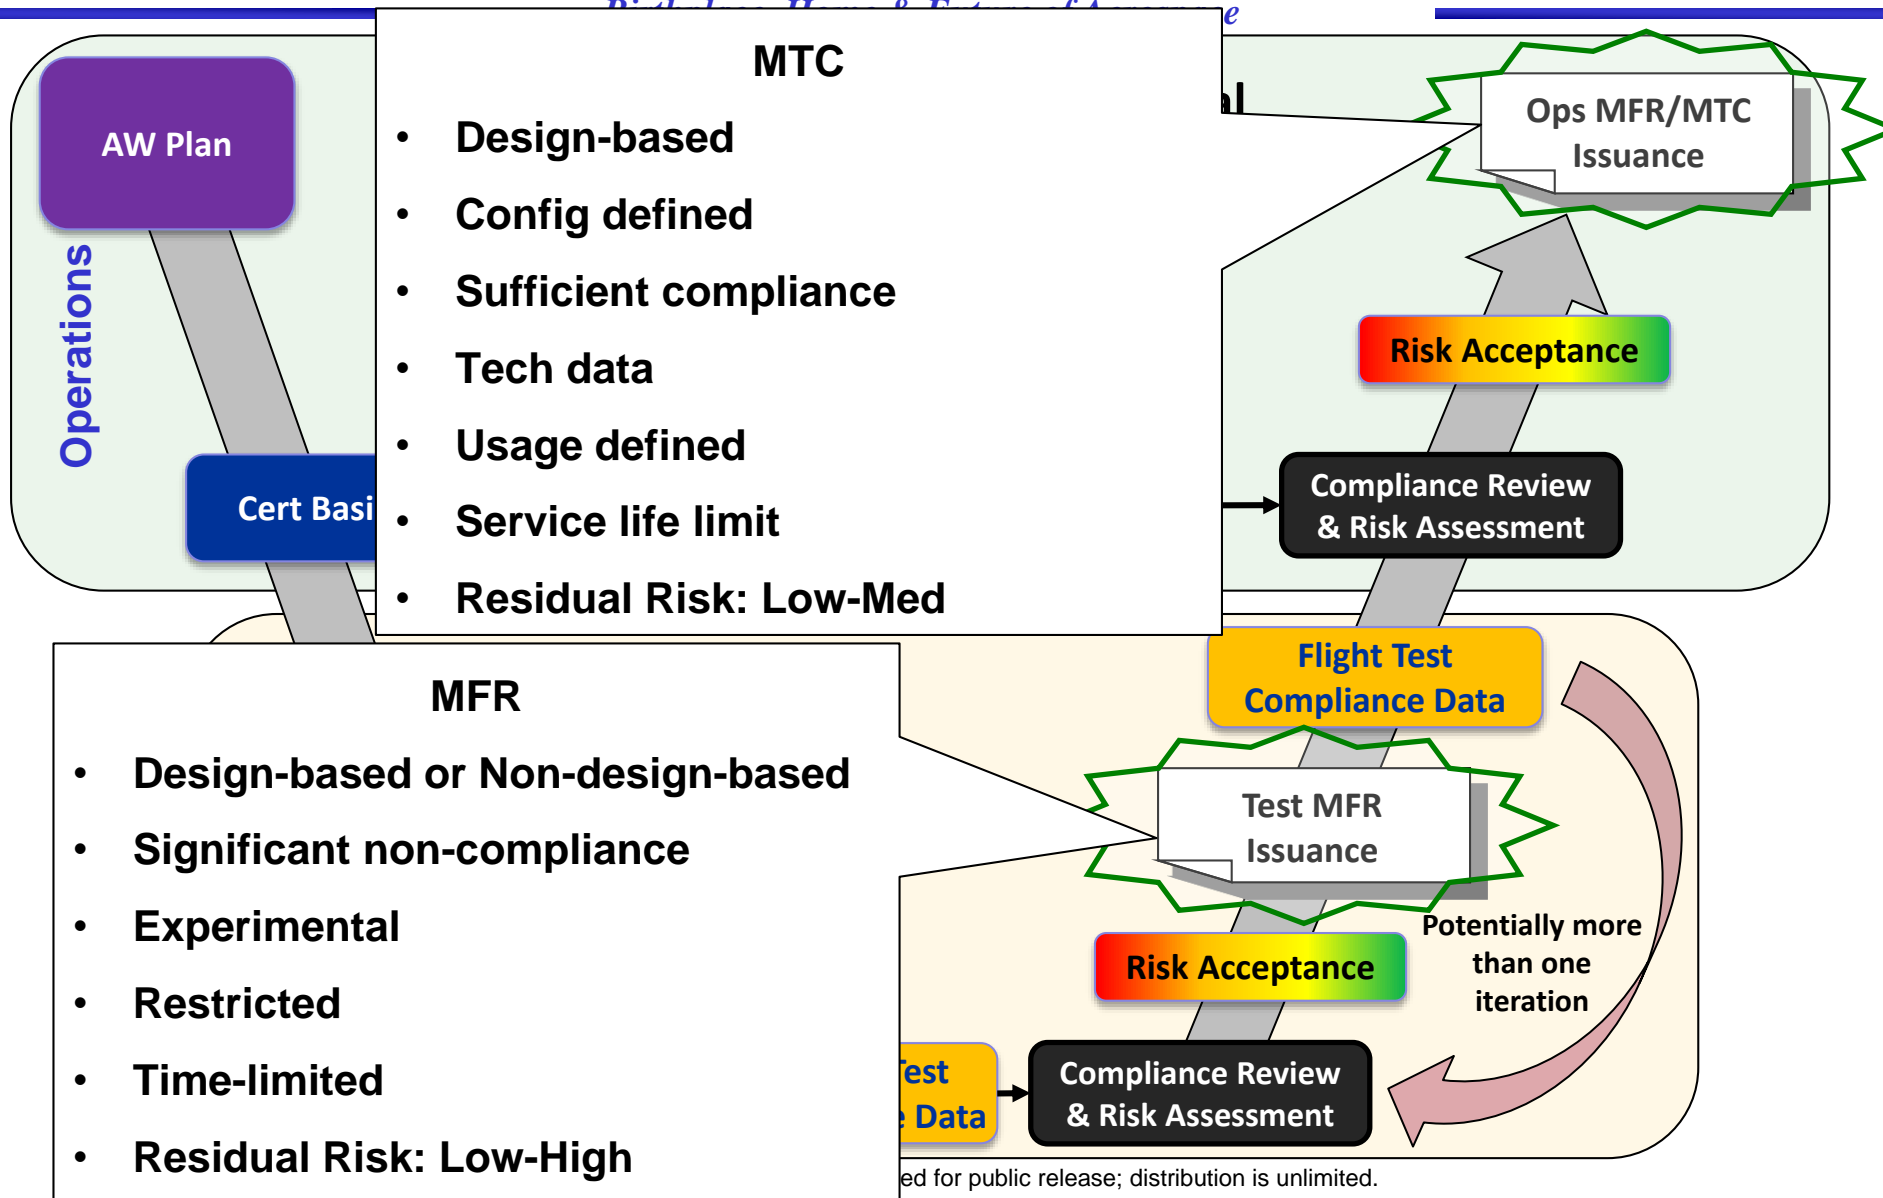 MTC
• Design-based
• Config defined
• Sufficient compliance
• Tech data
• Usage defined
• Service life limit
• Residual Risk: Low-Med
AW Plan
Operations
Cert Basi
Ops MFR/MTC
Issuance
Risk Acceptance
Compliance Review
& Risk Assessment
Flight Test
Compliance Data
MFR
• Design-based or Non-design-based
• Significant non-compliance
• Experimental
• Restricted
• Time-limited
• Residual Risk: Low-High
Test MFR
Issuance
Risk Acceptance
Potentially more
than one
iteration
Test
Data
Compliance Review
& Risk Assessment
ed for public release; distribution is unlimited.